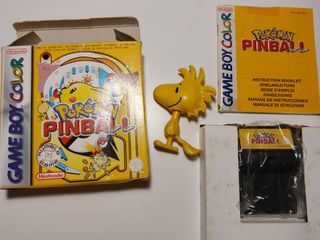 GAME BOY COLOR
POKéMON
PINBALL
Nintendo
GAME BOY COLOR
POKéMON
PINBALL
INSTRUCTION BOOKLET
SPIELANLEITUNG
MODE D'EMPLOI
HANDLEIDING
MANUAL DE INSTRUCCIONES
MANUALE DI ISTRUZIONI
POKéMON
PINBALL